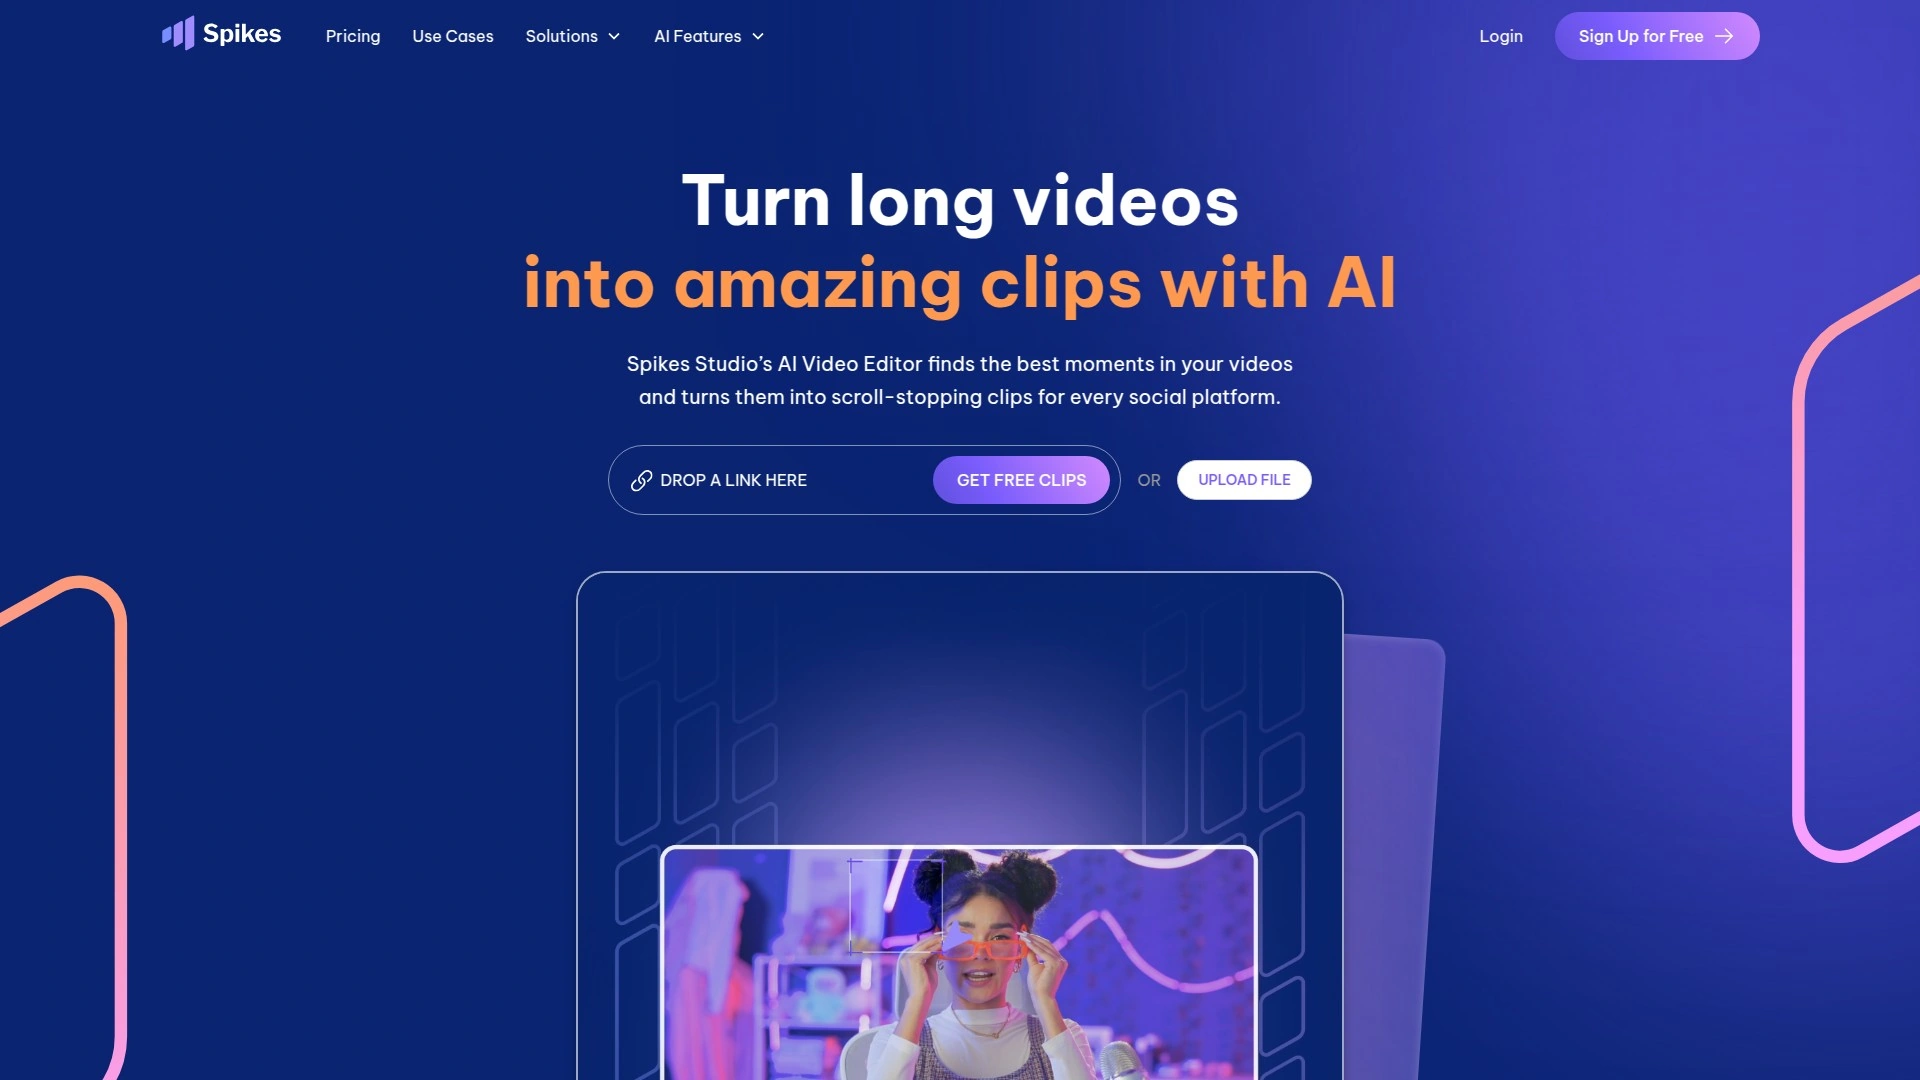 Spikes
Pricing
Use Cases
Solutions
AI Features
Login
Sign Up for Free
Turn long videos
into amazing clips with AI
Spikes Studio’s AI Video Editor finds the best moments in your videos
and turns them into scroll-stopping clips for every social platform.
DROP A LINK HERE
GET FREE CLIPS
OR
UPLOAD FILE